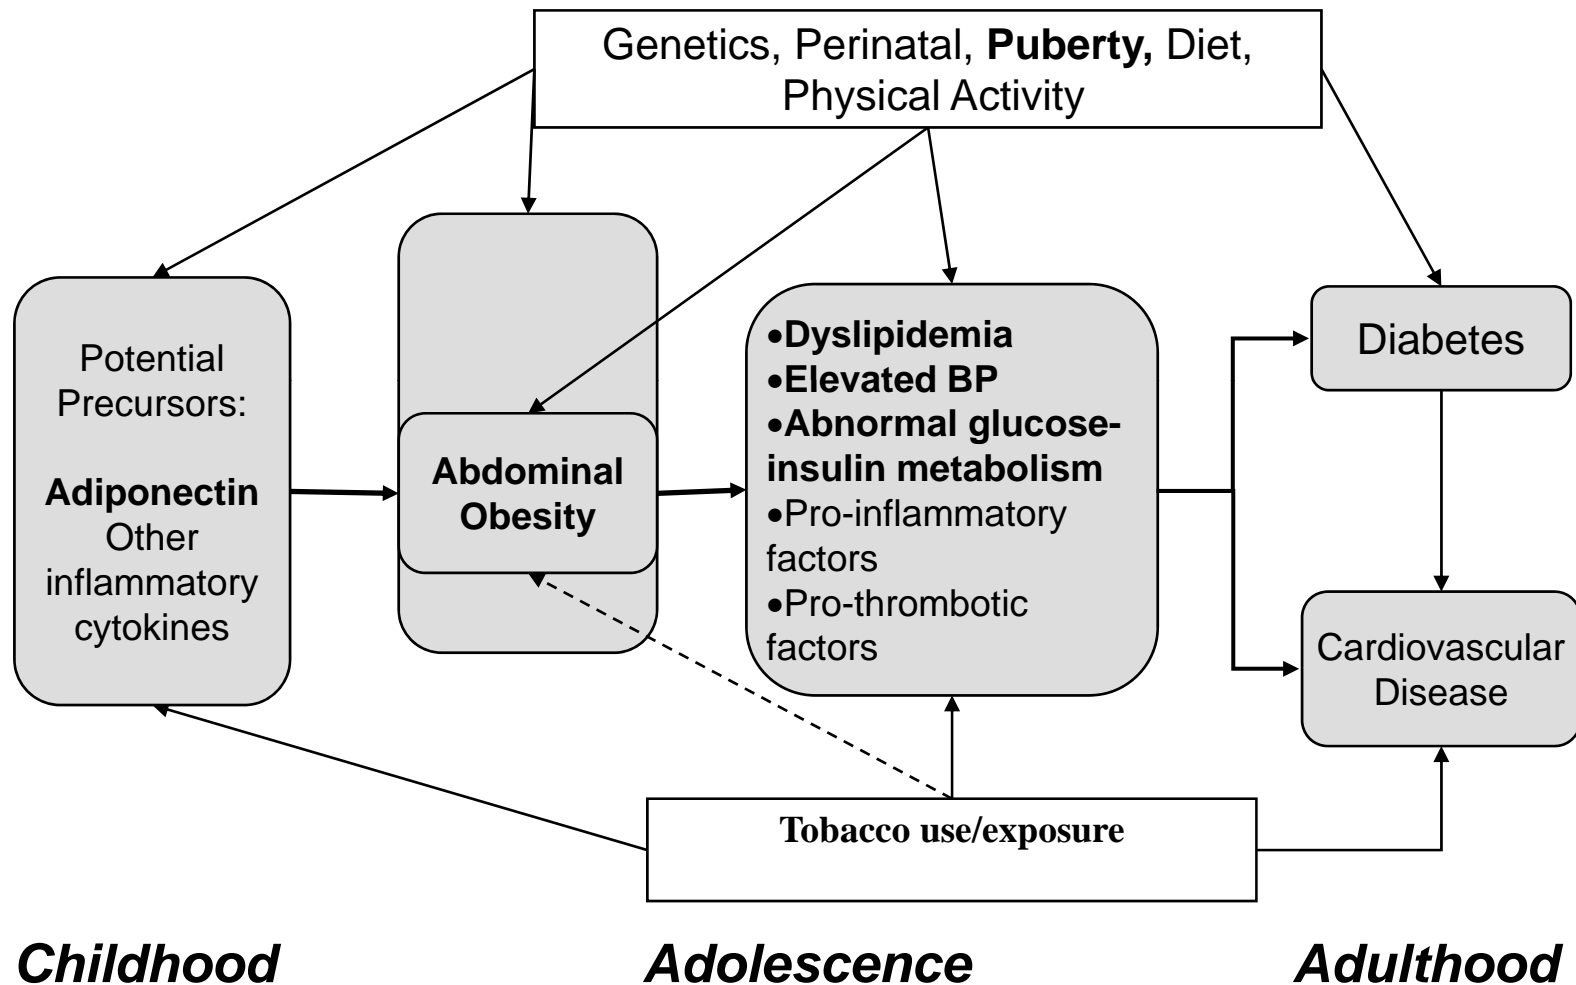 Genetics, Perinatal, Puberty, Diet,
Physical Activity
Potential
Precursors:
Adiponectin
Other
inflammatory
cytokines
Abdominal
Obesity
•Dyslipidemia
•Elevated BP
•Abnormal glucose-
insulin metabolism
•Pro-inflammatory
factors
•Pro-thrombotic
factors
Diabetes
Cardiovascular
Disease
Tobacco use/exposure
Childhood
Adolescence
Adulthood